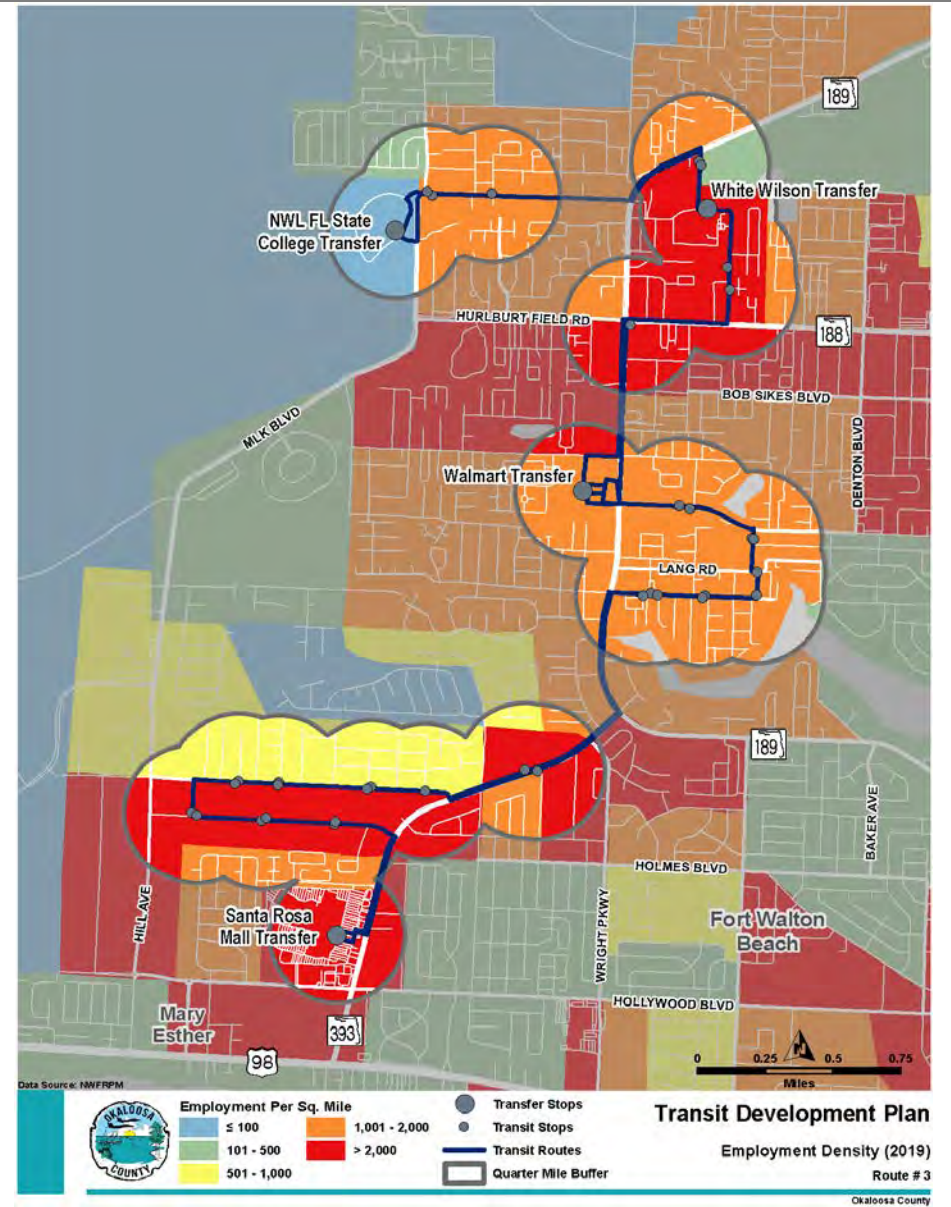 189
White Wilson Transfer
NWL FL State
College Transfer
HURLBURT FIELD RD
188
BOB SIKES BLVD
MLK BLVD
DENTON BLVD
Walmart Transfer
LANG RD
189
BAKER AVE
HOLMES BLVD
HILL AVE
Santa Rosa
Mall Transfer
WRIGHT PKWY
Fort Walton
Beach
HOLLYWOOD BLVD
Mary
Esther
393
98
N
0 0.25 0.5 0.75
Miles
Data Source: NWFRPM
OKALOOSA
COUNTY
Employment Per Sq. Mile
≤ 100
101 - 500
501 - 1,000
1,001 - 2,000
> 2,000
Transfer Stops
Transit Stops
Transit Routes
Quarter Mile Buffer
Transit Development Plan
Employment Density (2019)
Route # 3
Okaloosa County